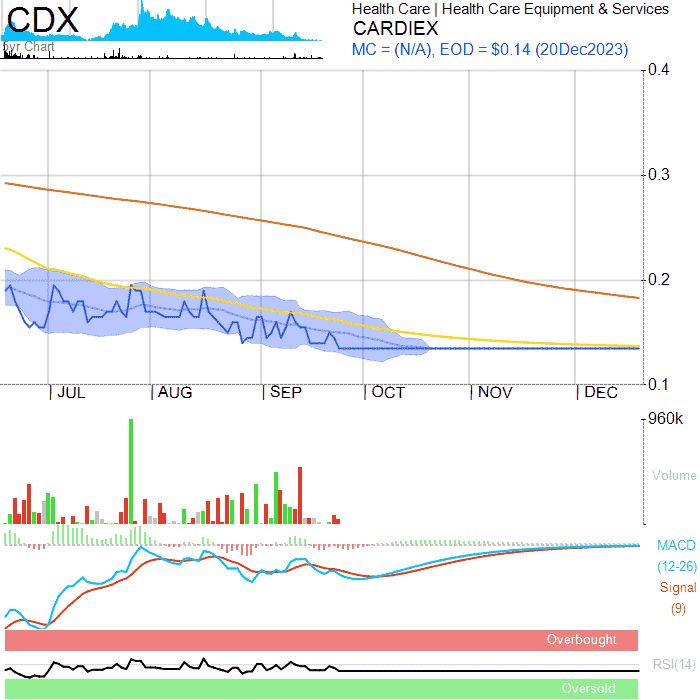 CDX
5yr Chart
Health Care | Health Care Equipment & Services
CARDIEX
MC = (N/A), EOD = $0.14 (20Dec2023)
0.4
0.3
0.2
0.1
JUL
AUG
SEP
OCT
NOV
DEC
960k
Volume
MACD
(12-26)
Signal
(9)
Overbought
RSI(14)
Oversold